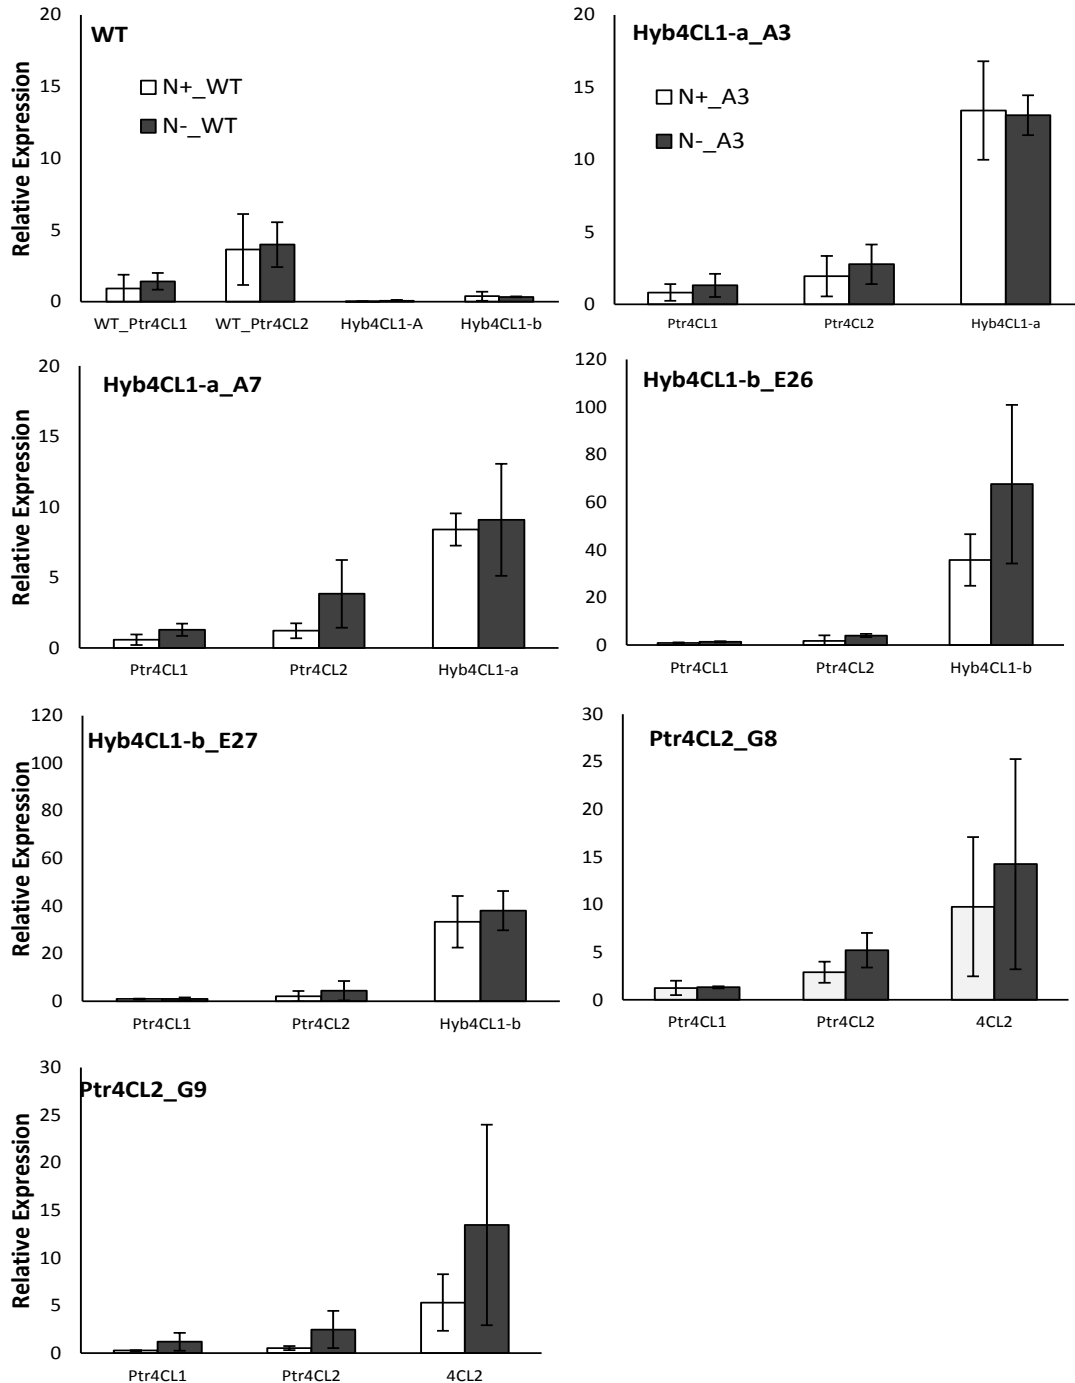 WT
N+_WT
N-_WT
Relative Expression
20
15
10
5
0
WT_Ptr4CL1 WT_Ptr4CL2 Hyb4CL1-A Hyb4CL1-b
Hyb4CL1-a_A3
N+_A3
N-_A3
20
15
10
5
0
Ptr4CL1 Ptr4CL2 Hyb4CL1-a
Hyb4CL1-a_A7
Relative Expression
20
15
10
5
0
Ptr4CL1 Ptr4CL2 Hyb4CL1-a
Hyb4CL1-b_E26
120
100
80
60
40
20
0
Ptr4CL1 Ptr4CL2 Hyb4CL1-b
Hyb4CL1-b_E27
Relative Expression
120
100
80
60
40
20
0
Ptr4CL1 Ptr4CL2 Hyb4CL1-b
Ptr4CL2_G8
30
25
20
15
10
5
0
Ptr4CL1 Ptr4CL2 4CL2
Ptr4CL2_G9
Relative Expression
30
25
20
15
10
5
0
Ptr4CL1 Ptr4CL2 4CL2